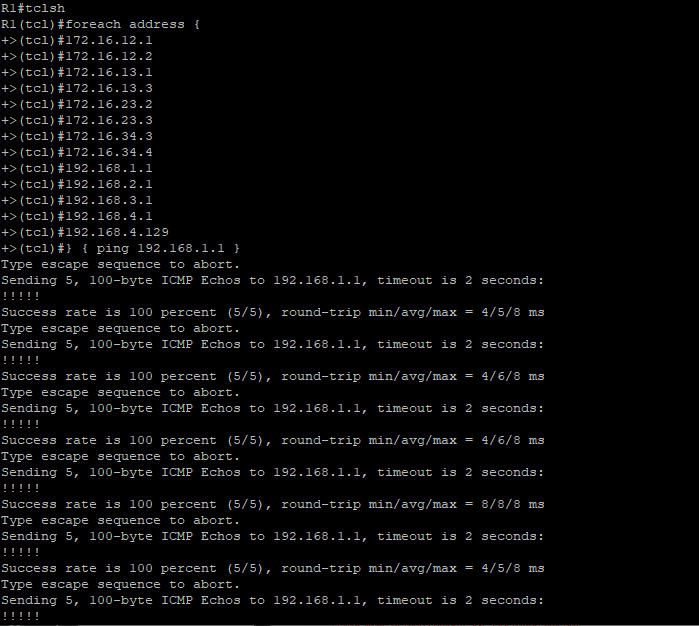 R1#tclsh
R1(tcl)#foreach address {
+>(tcl)#172.16.12.1
+>(tcl)#172.16.12.2
+>(tcl)#172.16.13.1
+>(tcl)#172.16.13.3
+>(tcl)#172.16.23.2
+>(tcl)#172.16.23.3
+>(tcl)#172.16.34.3
+>(tcl)#172.16.34.4
+>(tcl)#192.168.1.1
+>(tcl)#192.168.2.1
+>(tcl)#192.168.3.1
+>(tcl)#192.168.4.1
+>(tcl)#192.168.4.129
+>(tcl)#} { ping 192.168.1.1 }
Type escape sequence to abort.
Sending 5, 100-byte ICMP Echos to 192.168.1.1, timeout is 2 seconds:
!!!!!
Success rate is 100 percent (5/5), round-trip min/avg/max = 4/5/8 ms
Type escape sequence to abort.
Sending 5, 100-byte ICMP Echos to 192.168.1.1, timeout is 2 seconds:
!!!!!
Success rate is 100 percent (5/5), round-trip min/avg/max = 4/6/8 ms
Type escape sequence to abort.
Sending 5, 100-byte ICMP Echos to 192.168.1.1, timeout is 2 seconds:
!!!!!
Success rate is 100 percent (5/5), round-trip min/avg/max = 4/6/8 ms
Type escape sequence to abort.
Sending 5, 100-byte ICMP Echos to 192.168.1.1, timeout is 2 seconds:
!!!!!
Success rate is 100 percent (5/5), round-trip min/avg/max = 8/8/8 ms
Type escape sequence to abort.
Sending 5, 100-byte ICMP Echos to 192.168.1.1, timeout is 2 seconds:
!!!!!
Success rate is 100 percent (5/5), round-trip min/avg/max = 4/5/8 ms
Type escape sequence to abort.
Sending 5, 100-byte ICMP Echos to 192.168.1.1, timeout is 2 seconds:
!!!!!